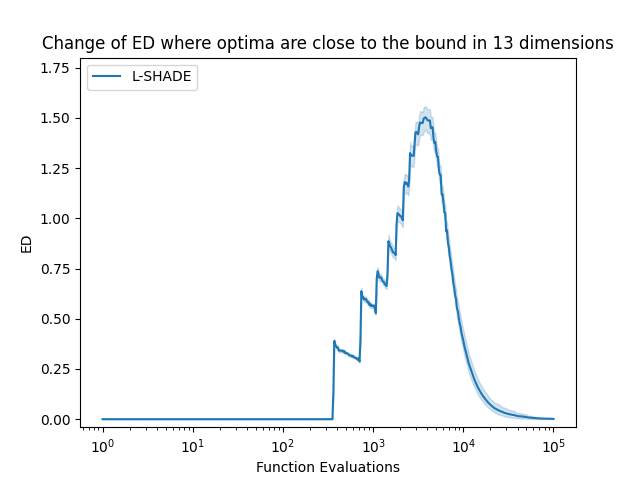 Change of ED where optima are close to the bound in 13 dimensions
L-SHADE
1.75
1.50
1.25
1.00
0.75
0.50
0.25
0.00
ED
10^0 10^1 10^2 10^3 10^4 10^5
Function Evaluations